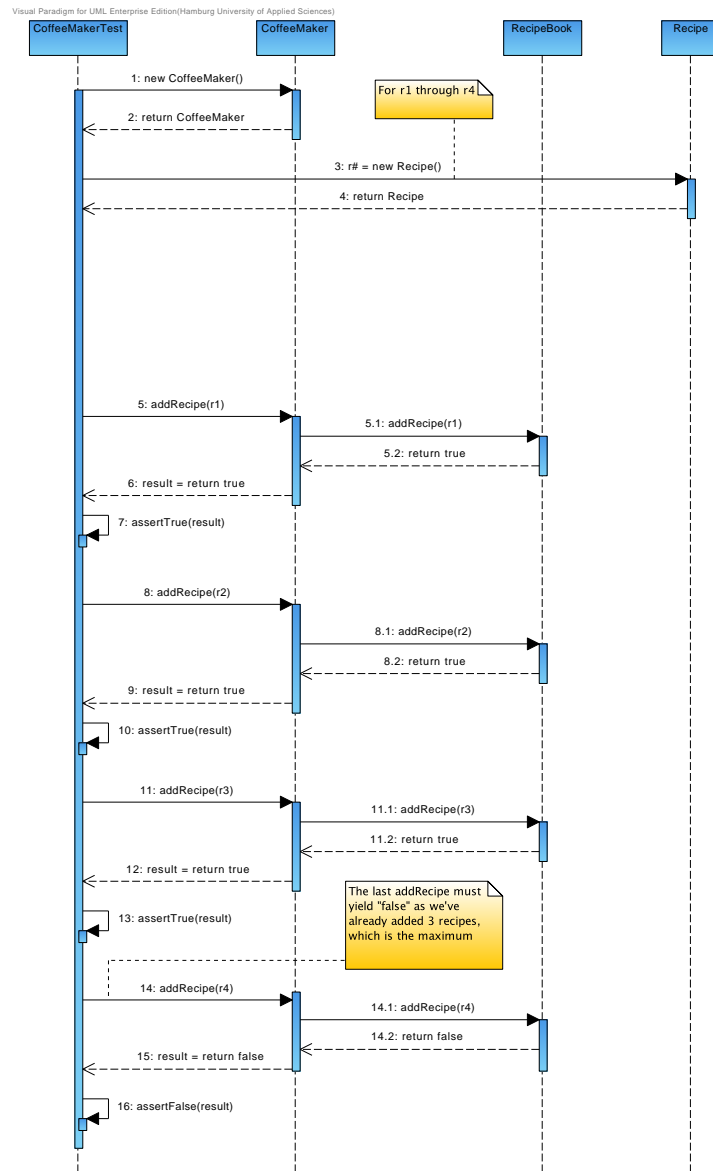 Visual Paradigm for UML Enterprise Edition(Hamburg University of Applied Sciences)
CoffeeMakerTest
CoffeeMaker
RecipeBook
Recipe
1: new CoffeeMaker()
For r1 through r4
2: return CoffeeMaker
3: r# = new Recipe()
4: return Recipe
5: addRecipe(r1)
5.1: addRecipe(r1)
5.2: return true
6: result = return true
7: assertTrue(result)
8: addRecipe(r2)
8.1: addRecipe(r2)
8.2: return true
9: result = return true
10: assertTrue(result)
11: addRecipe(r3)
11.1: addRecipe(r3)
11.2: return true
12: result = return true
The last addRecipe must
yield "false" as we've
already added 3 recipes,
which is the maximum
13: assertTrue(result)
14: addRecipe(r4)
14.1: addRecipe(r4)
14.2: return false
15: result = return false
16: assertFalse(result)